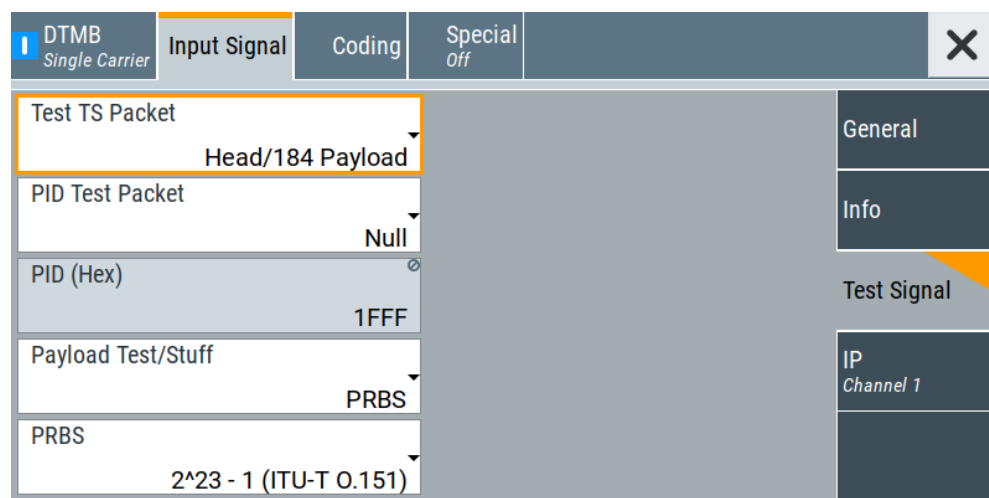 DTMB
Single Carrier
Input Signal
Coding
Special
Off
Test TS Packet
Head/184 Payload
PID Test Packet
Null
PID (Hex)
1FFF
Payload Test/Stuff
PRBS
PRBS
2^23 - 1 (ITU-T O.151)
General
Info
Test Signal
IP
Channel 1